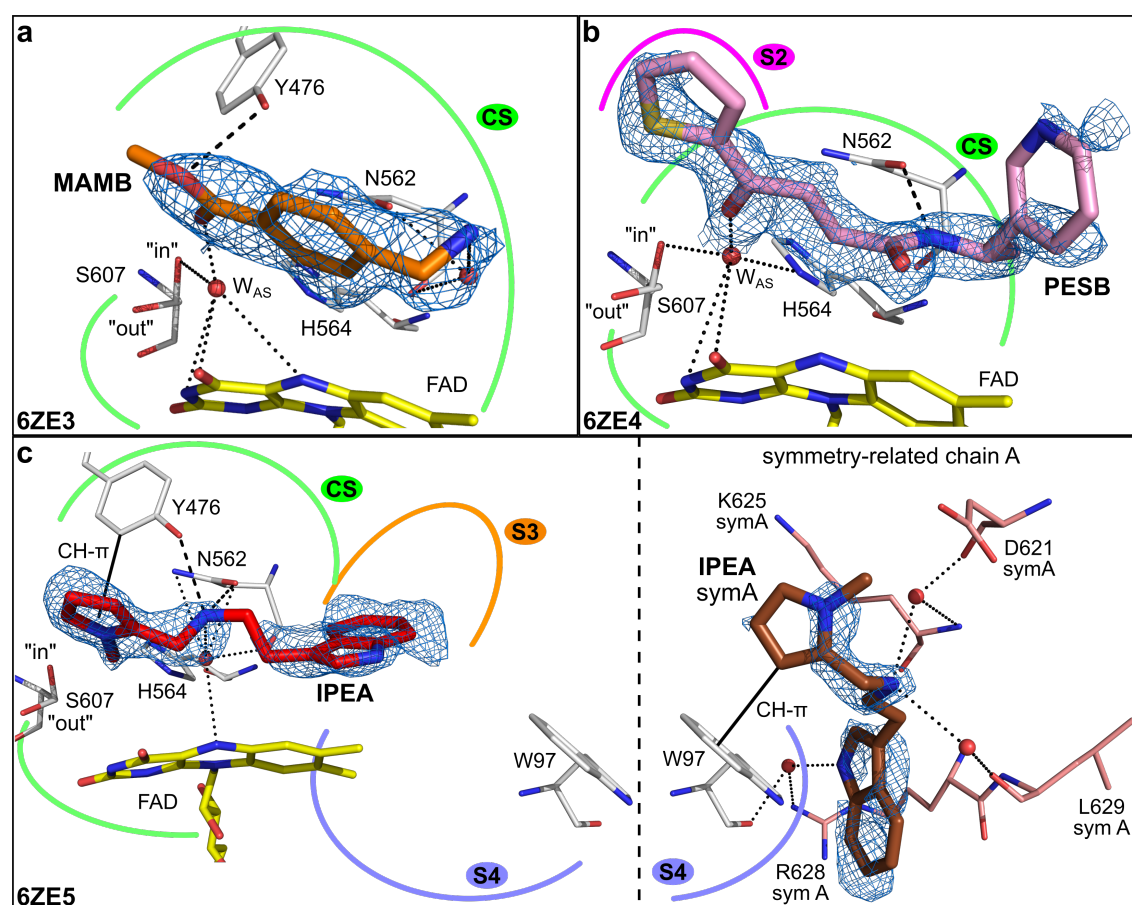 a
Y476
CS
MAMB
N562
"in"
S607
WAS
"out"
H564
FAD
6ZE3
b
S2
N562
CS
"in"
WAS
S607
PESB
"out"
H564
FAD
6ZE4
c
CS
Y476
S3
CH-π
N562
"in"
H564
IPEA
S607
"out"
W97
FAD
S4
6ZE5
symmetry-related chain A
K625
symA
D621
symA
IPEA
symA
CH-π
W97
L629
sym A
S4
R628
sym A